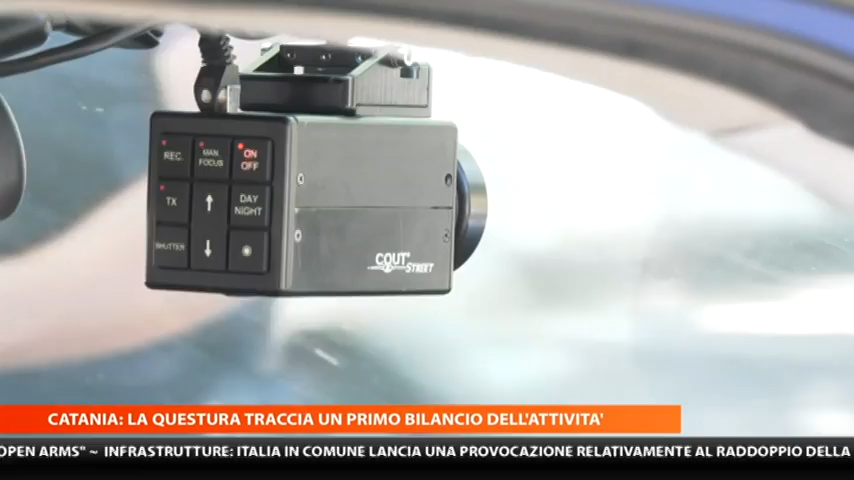 REC.
MAN
FOCUS
ON
OFF
TX
↑
DAY
NIGHT
SHUTTER
↓
COUT
STREET
CATANIA: LA QUESTURA TRACCIA UN PRIMO BILANCIO DELL'ATTIVITA'
OPEN ARMS" ~ INFRASTRUTTURE: ITALIA IN COMUNE LANCIA UNA PROVOCAZIONE RELATIVAMENTE AL RADDOPPIO DELLA